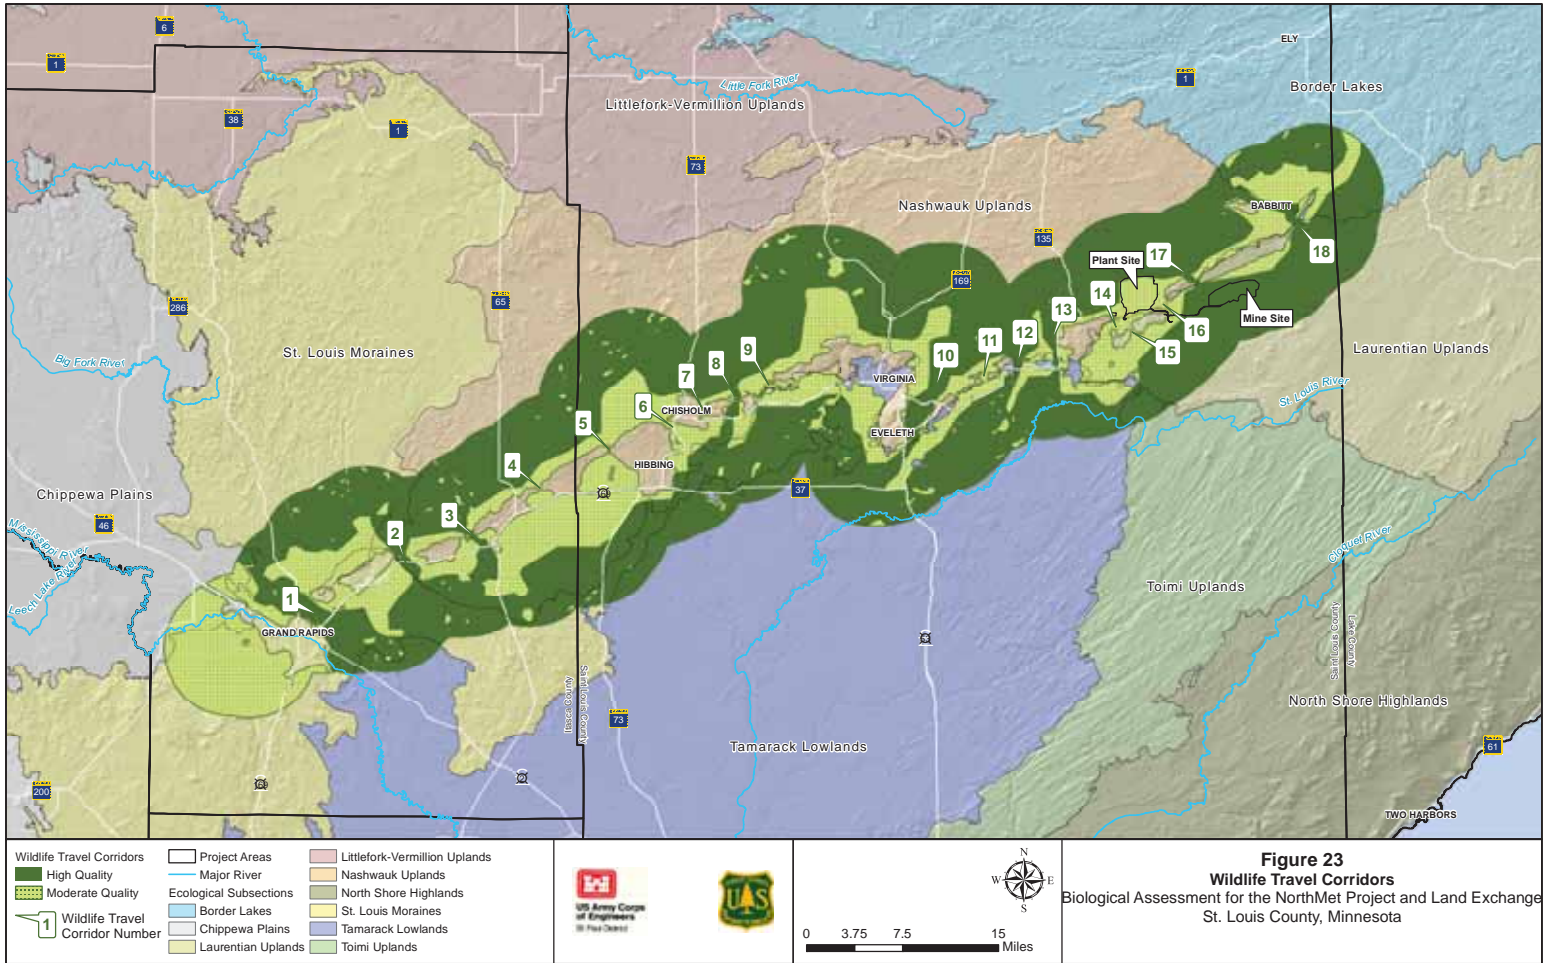 6
ELY
1
1
Border Lakes
Little Fork River
Littlefork-Vermillion Uplands
38
1
73
Nashwauk Uplands
BABBITT
135
18
17
Plant Site
169
14
286
65
13
Mine Site
16
12
St. Louis Moraines
9
11
15
Laurentian Uplands
8
10
Big Fork River
7
VIRGINIA
St. Louis River
6
CHISHOLM
5
EVELETH
4
HIBBING
Chippewa Plains
37
3
46
Mississippi River
2
Cloquet River
Leech Lake River
Toimi Uplands
1
GRAND RAPIDS
Saint Louis County
Lake County
Itasca County
Saint Louis County
North Shore Highlands
73
Tamarack Lowlands
61
2
200
TWO HARBORS
Wildlife Travel Corridors
High Quality
Moderate Quality
1
Wildlife Travel
Corridor Number
Project Areas
Major River
Ecological Subsections
Border Lakes
Chippewa Plains
Laurentian Uplands
Littlefork-Vermillion Uplands
Nashwauk Uplands
North Shore Highlands
St. Louis Moraines
Tamarack Lowlands
Toimi Uplands
US Army Corps
of Engineers
St Paul District
UAS
N
W
E
S
0 3.75 7.5 15
Miles
Figure 23
Wildlife Travel Corridors
Biological Assessment for the NorthMet Project and Land Exchange
St. Louis County, Minnesota